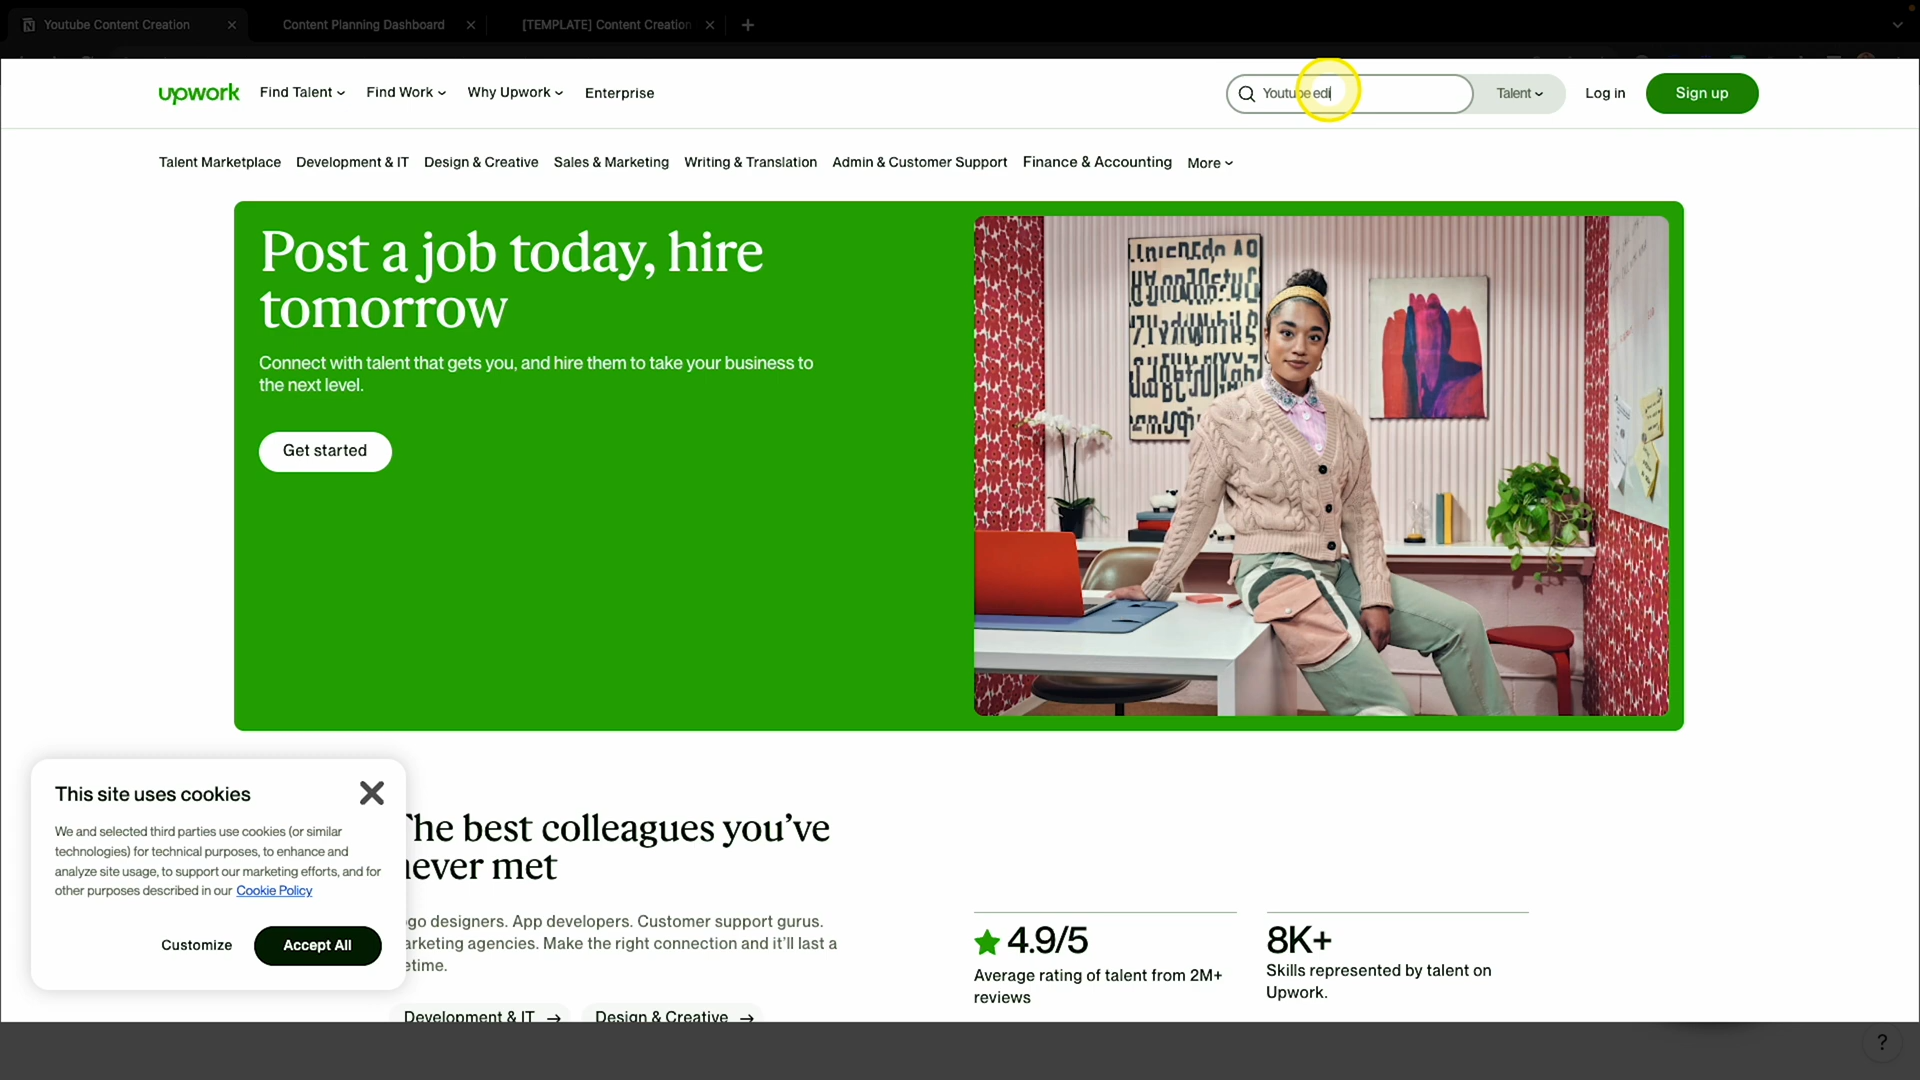 Youtube Content Creation
Content Planning Dashboard
[TEMPLATE] Content Creation
upwork
Find Talent
Find Work
Why Upwork
Enterprise
Youtube edi
Talent
Log in
Sign up
Talent Marketplace
Development & IT
Design & Creative
Sales & Marketing
Writing & Translation
Admin & Customer Support
Finance & Accounting
More
Post a job today, hire
tomorrow
Connect with talent that gets you, and hire them to take your business to
the next level.
Get started
This site uses cookies
We and selected third parties use cookies (or similar
technologies) for technical purposes, to enhance and
analyze site usage, to support our marketing efforts, and for
other purposes described in our Cookie Policy
Customize
Accept All
The best colleagues you’ve
never met
go designers. App developers. Customer support gurus.
arketing agencies. Make the right connection and it’ll last a
etime.
Development & IT →
Design & Creative →
4.9/5
Average rating of talent from 2M+
reviews
8K+
Skills represented by talent on
Upwork.
?